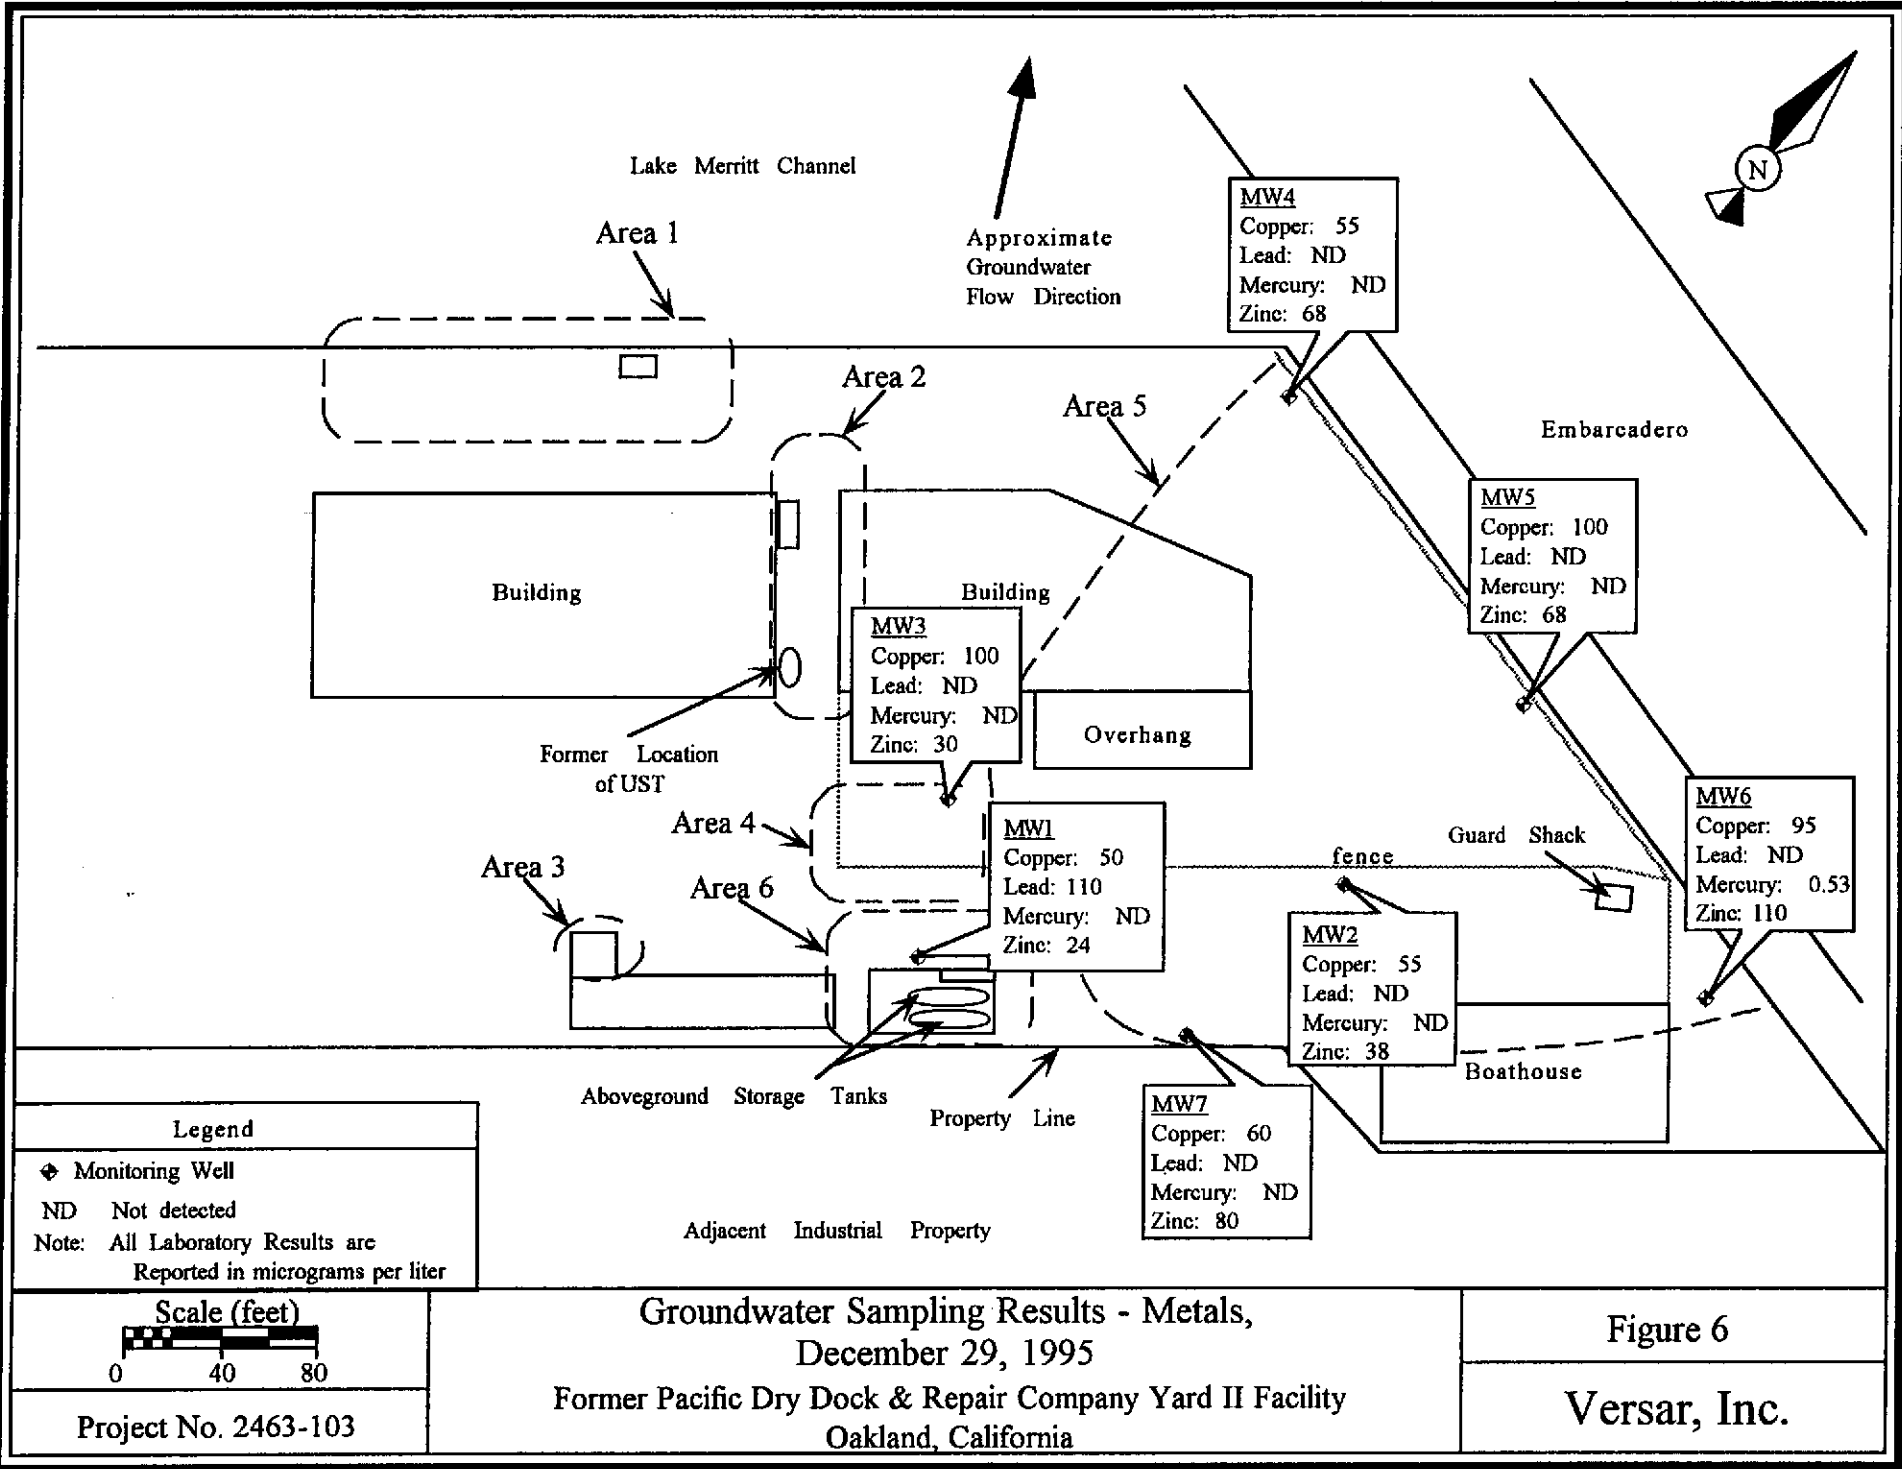 Lake Merritt Channel
Area 1
Approximate
Groundwater
Flow Direction
N
MW4
Copper: 55
Lead: ND
Mercury: ND
Zinc: 68
Area 2
Area 5
Embarcadero
MW5
Copper: 100
Lead: ND
Mercury: ND
Zinc: 68
Building
Building
MW3
Copper: 100
Lead: ND
Mercury: ND
Zinc: 30
Overhang
Former Location
of UST
Area 4
MW1
Copper: 50
Lead: 110
Mercury: ND
Zinc: 24
MW6
Copper: 95
Lead: ND
Mercury: 0.53
Zinc: 110
Guard Shack
fence
Area 3
Area 6
MW2
Copper: 55
Lead: ND
Mercury: ND
Zinc: 38
Boathouse
Aboveground Storage Tanks
Property Line
MW7
Copper: 60
Lead: ND
Mercury: ND
Zinc: 80
Adjacent Industrial Property
Legend
Monitoring Well
ND Not detected
Note: All Laboratory Results are
Reported in micrograms per liter
Scale (feet)
0 40 80
Project No. 2463-103
Groundwater Sampling Results - Metals,
December 29, 1995
Former Pacific Dry Dock & Repair Company Yard II Facility
Oakland, California
Figure 6
Versar, Inc.